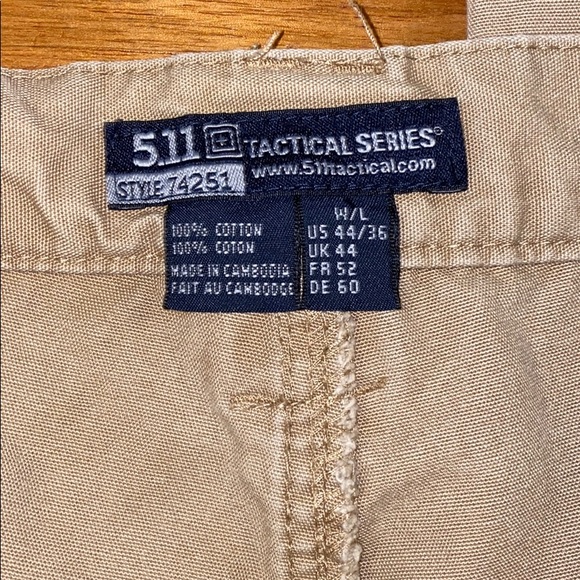 5.11 TACTICAL SERIES®
STYLE 74251 www.511tactical.com
100% COTTON
100% COTON
MADE IN CAMBODIA
FAIT AU CAMBODGE
W/L
US 44/36
UK 44
FR 52
DE 60